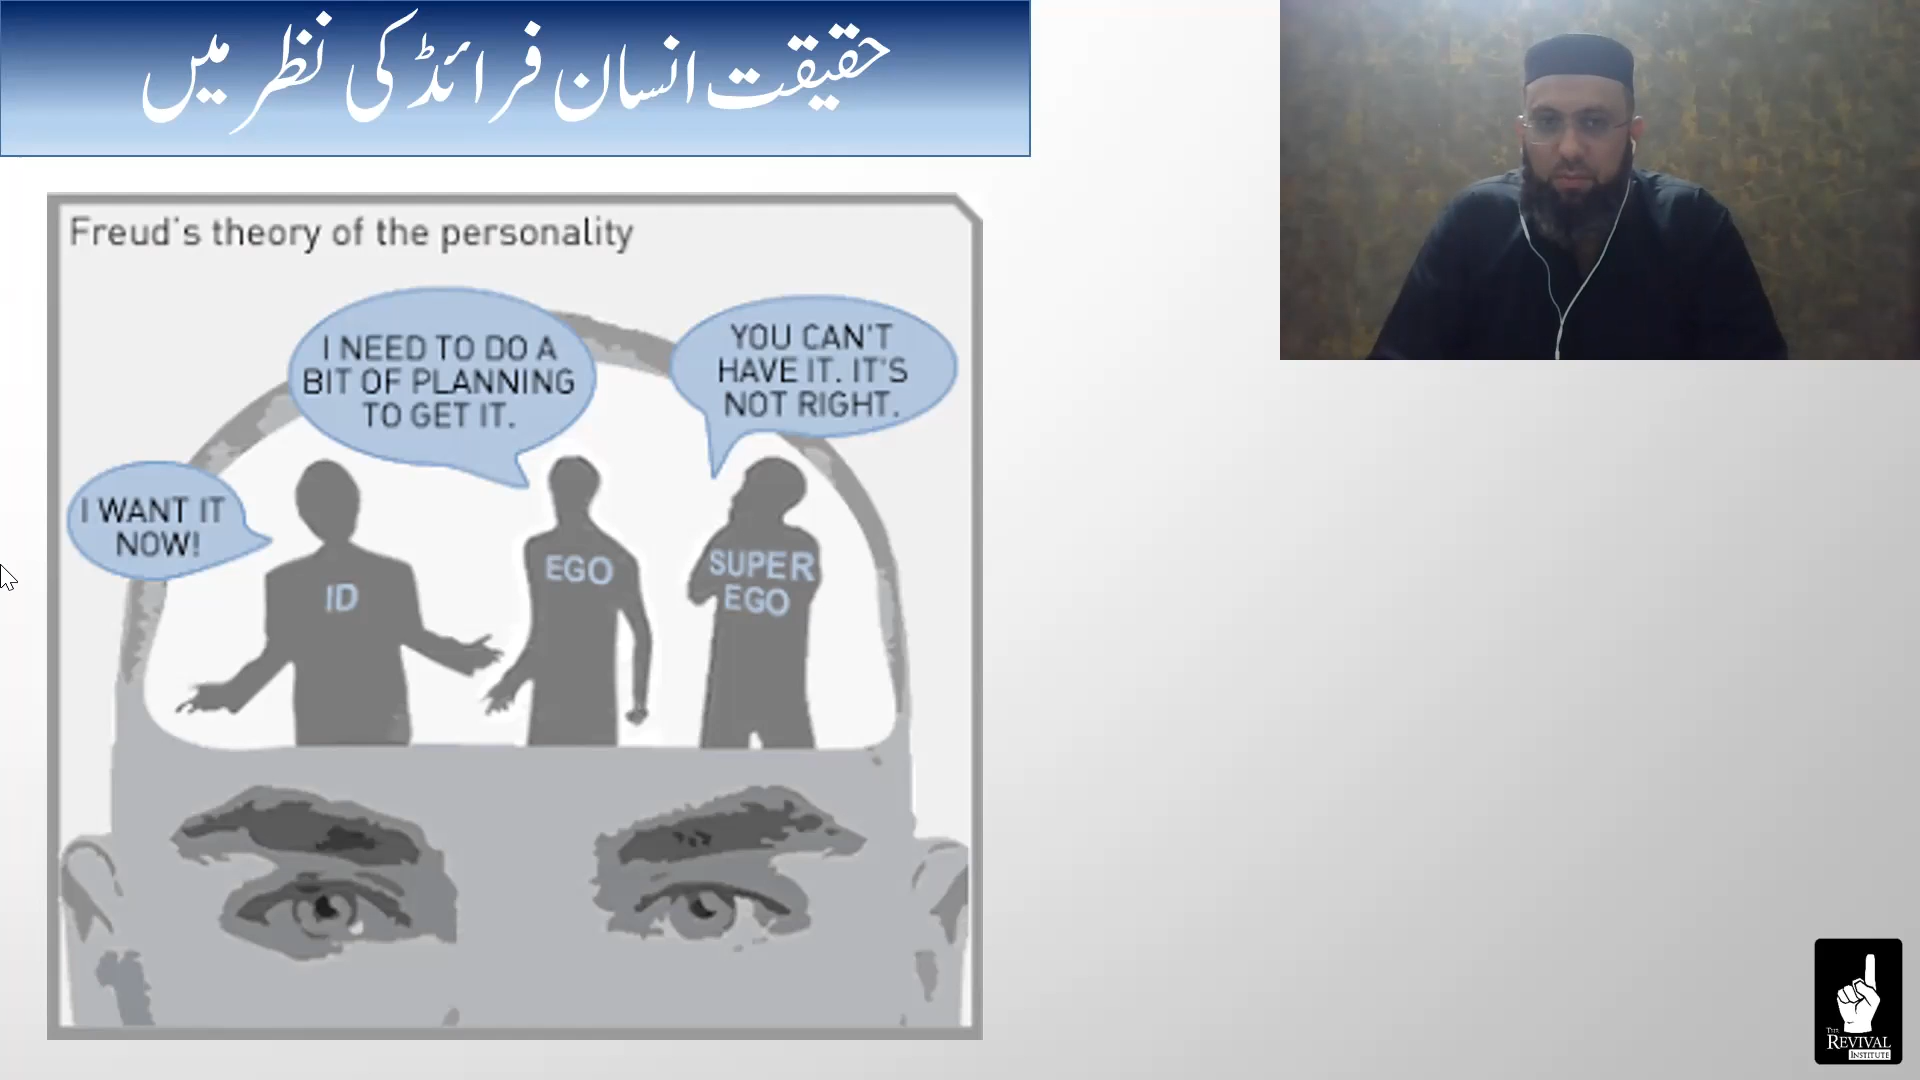 حقیقت انسان فرائڈ کی نظر میں
Freud's theory of the personality
I NEED TO DO A
BIT OF PLANNING
TO GET IT.
YOU CAN'T
HAVE IT. IT'S
NOT RIGHT.
I WANT IT
NOW!
ID
EGO
SUPER
EGO
THE
REVIVAL
INSTITUTE